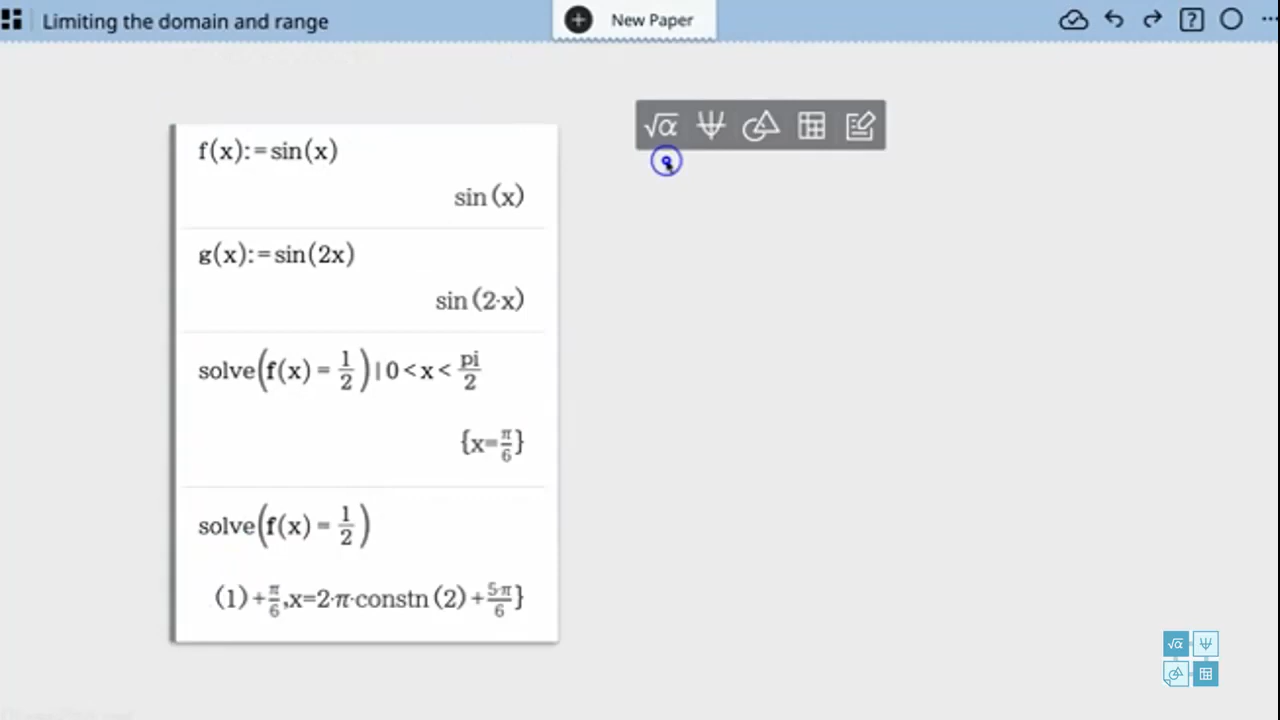 Limiting the domain and range
New Paper
f(x):=sin(x)
sin(x)
g(x):=sin(2x)
sin(2·x)
solve(f(x)=1/2)|0<x<pi/2
{x=π/6}
solve(f(x)=1/2)
(1)+π/6,x=2·π·constn(2)+5·π/6}